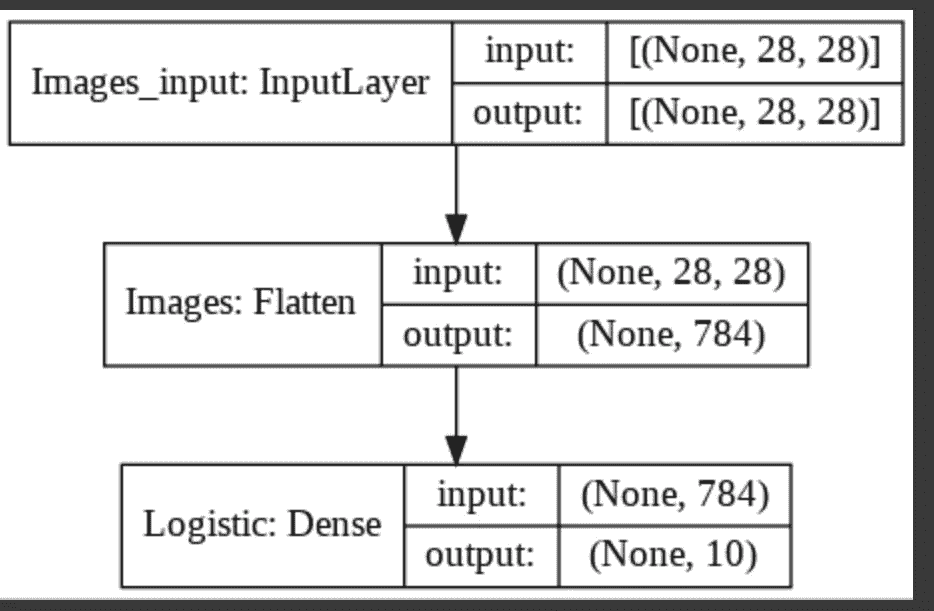 Images_input: InputLayer
input:
[(None, 28, 28)]
output:
[(None, 28, 28)]
Images: Flatten
input:
(None, 28, 28)
output:
(None, 784)
Logistic: Dense
input:
(None, 784)
output:
(None, 10)